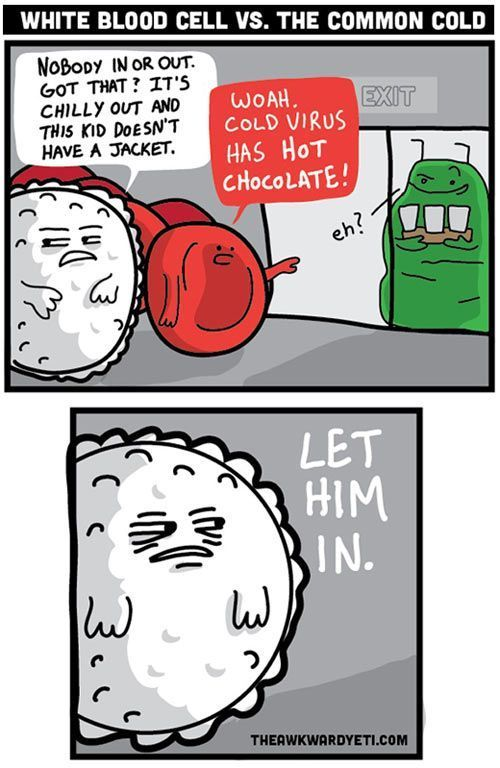 WHITE BLOOD CELL VS. THE COMMON COLD
NOBODY IN OR OUT.
GOT THAT? IT'S
CHILLY OUT AND
THIS KID DOESN'T
HAVE A JACKET.
WOAH.
COLD VIRUS
HAS HOT
CHOCOLATE!
EXIT
eh?
LET
HIM
IN.
THEAWKWARDYETI.COM